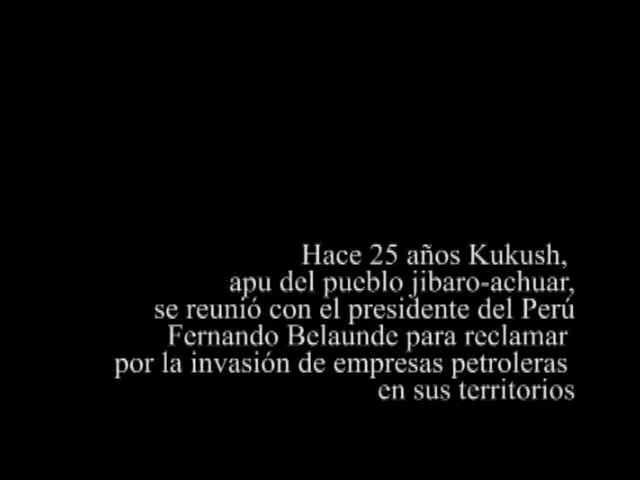 Hace 25 años Kukush,
apu del pueblo jibaro-achuar,
se reunió con el presidente del Perú
Fernando Belaunde para reclamar
por la invasión de empresas petroleras
en sus territorios